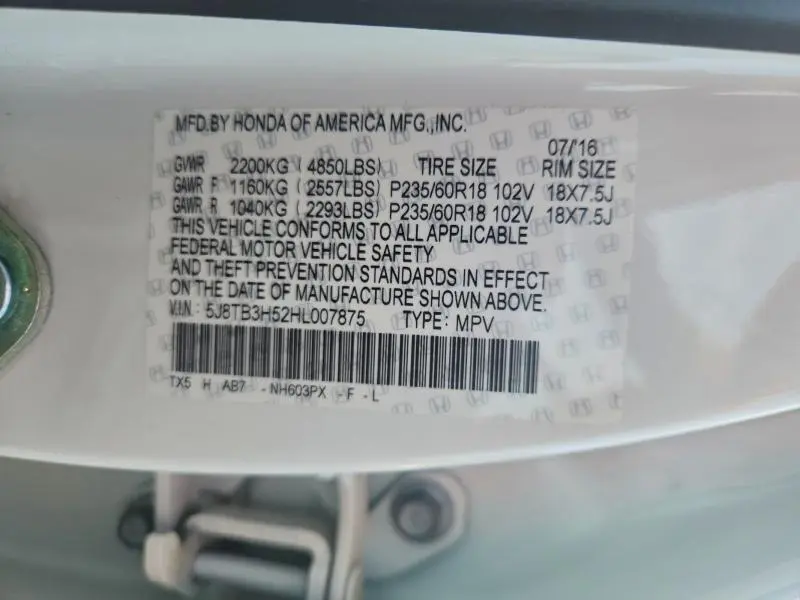 MFD.BY HONDA OF AMERICA MFG.,INC. 07/'16
GVWR 2200KG (4850LBS) TIRE SIZE RIM SIZE
GAWR F 1160KG (2557LBS) P235/60R18 102V 18X7.5J
GAWR R 1040KG (2293LBS) P235/60R18 102V 18X7.5J
THIS VEHICLE CONFORMS TO ALL APPLICABLE
FEDERAL MOTOR VEHICLE SAFETY
AND THEFT PREVENTION STANDARDS IN EFFECT
ON THE DATE OF MANUFACTURE SHOWN ABOVE.
V.I.N.: 5J8TB3H52HL007875 TYPE: MPV
TX5 H AB7 -NH603PX -F -L